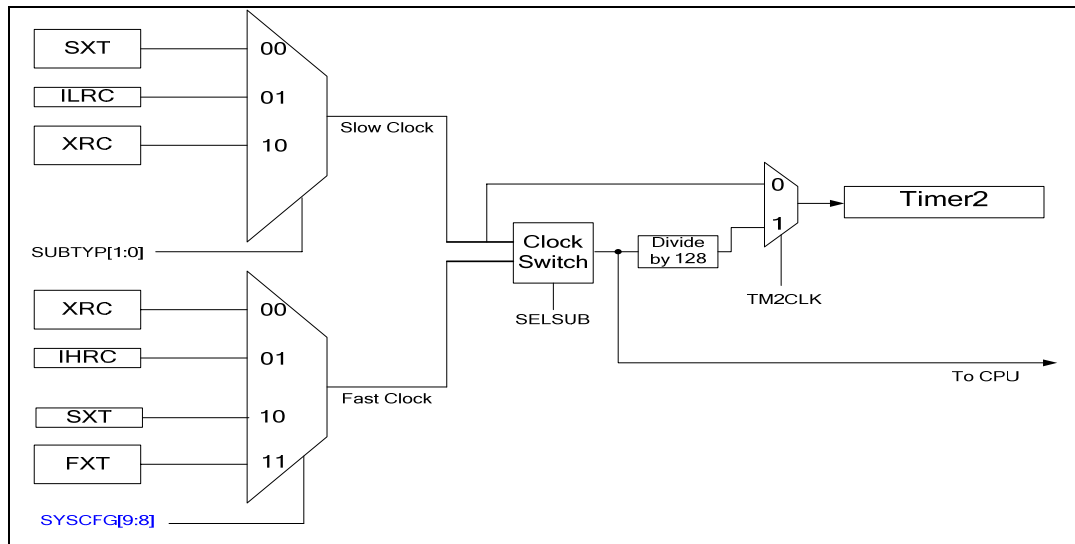 SXT
00
ILRC
01
XRC
10
Slow Clock
SUBTYP[1:0]
XRC
00
IHRC
01
SXT
10
FXT
11
Fast Clock
SYSCFG[9:8]
Clock
Switch
SELSUB
Divide
by 128
0
1
TM2CLK
Timer2
To CPU